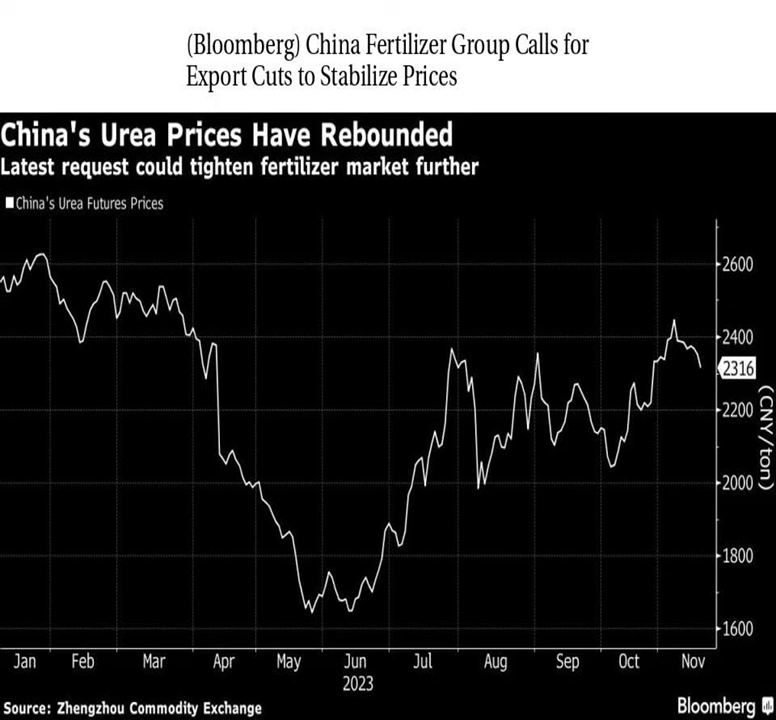 (Bloomberg) China Fertilizer Group Calls for
Export Cuts to Stabilize Prices
China's Urea Prices Have Rebounded
Latest request could tighten fertilizer market further
China's Urea Futures Prices
2600
2400
2316
2200
2000
1800
1600
(CNY/ton)
Jan Feb Mar Apr May Jun Jul Aug Sep Oct Nov
2023
Source: Zhengzhou Commodity Exchange
Bloomberg